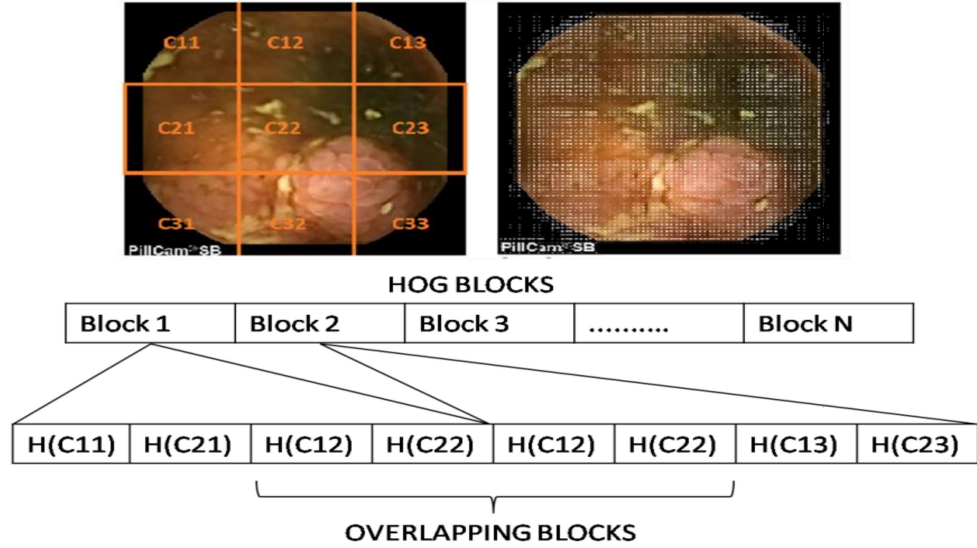 C11 C12 C13
C21 C22 C23
C31 C32 C33
PillCam® SB
PillCam® SB
HOG BLOCKS
Block 1 Block 2 Block 3 .......... Block N
H(C11) H(C21) H(C12) H(C22) H(C12) H(C22) H(C13) H(C23)
OVERLAPPING BLOCKS